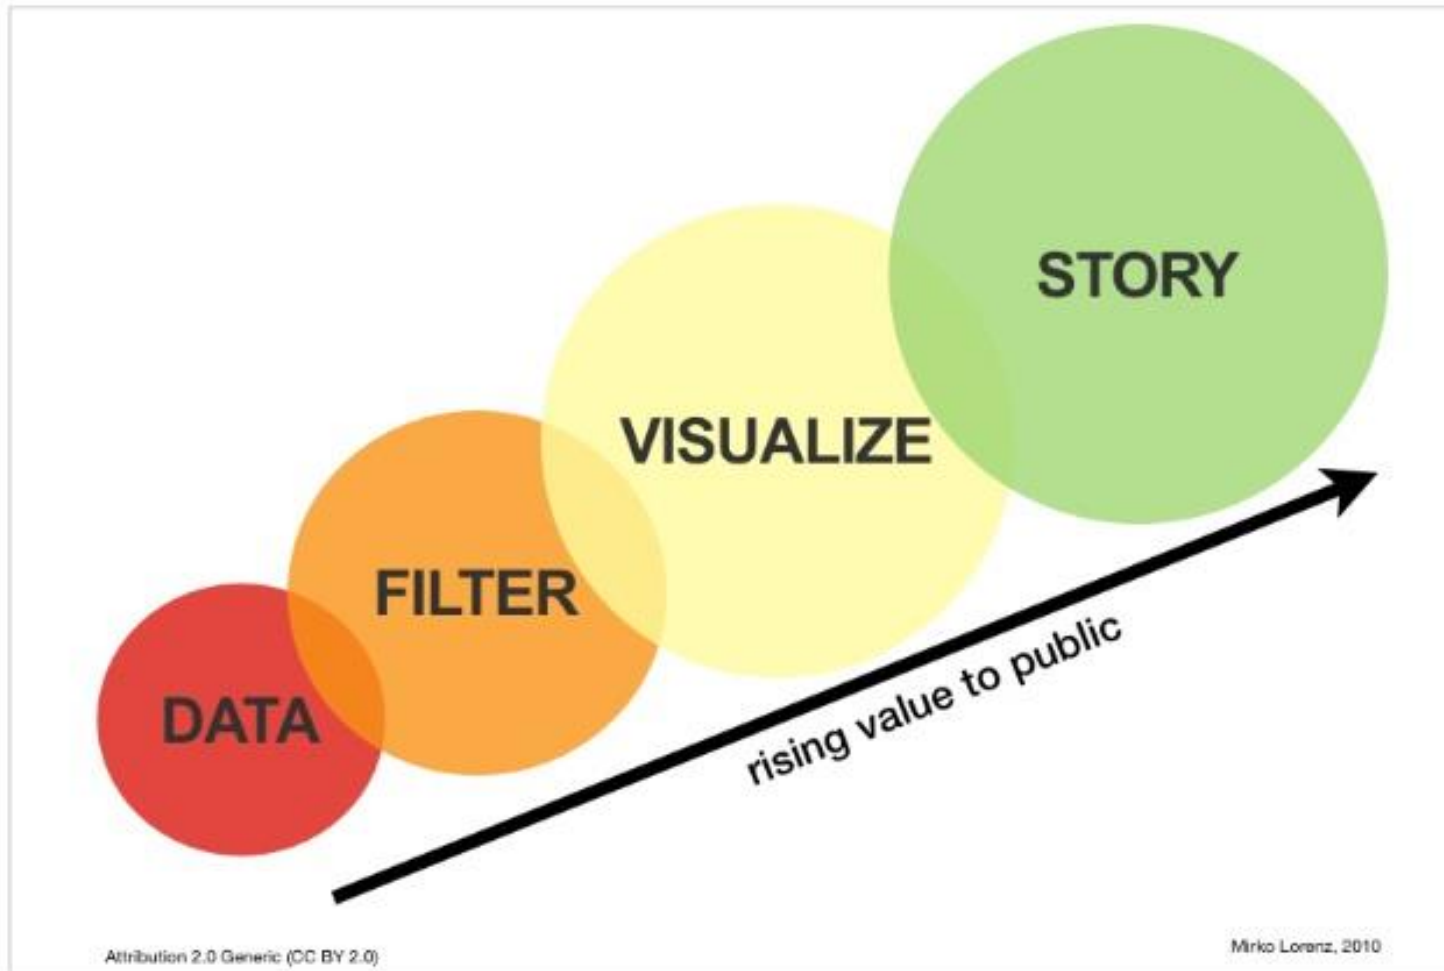 DATA
FILTER
VISUALIZE
STORY
rising value to public
Attribution 2.0 Generic (CC BY 2.0)
Mirko Lorenz, 2010